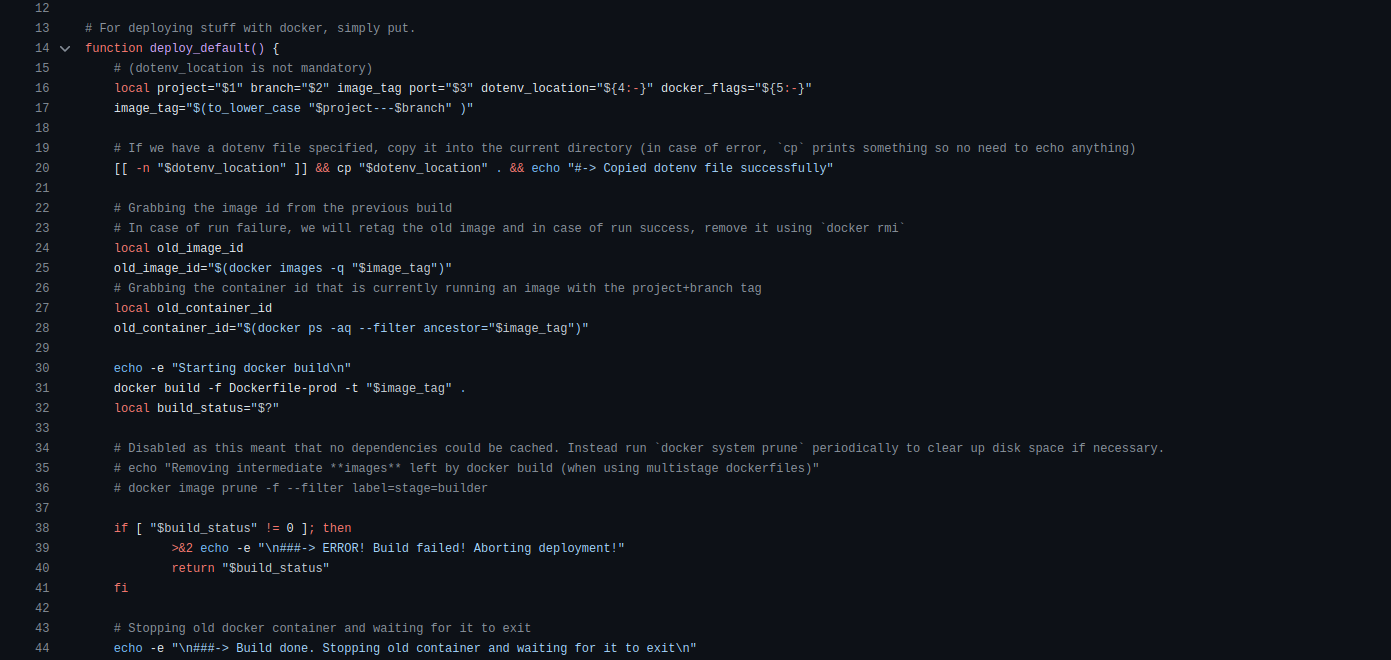 12
13 # For deploying stuff with docker, simply put.
14 function deploy_default() {
15     # (dotenv_location is not mandatory)
16     local project="$1" branch="$2" image_tag port="$3" dotenv_location="${4:-}" docker_flags="${5:-}"
17     image_tag="$(to_lower_case "$project---$branch" )"
18
19     # If we have a dotenv file specified, copy it into the current directory (in case of error, `cp` prints something so no need to echo anything)
20     [[ -n "$dotenv_location" ]] && cp "$dotenv_location" . && echo "#-> Copied dotenv file successfully"
21
22     # Grabbing the image id from the previous build
23     # In case of run failure, we will retag the old image and in case of run success, remove it using `docker rmi`
24     local old_image_id
25     old_image_id="$(docker images -q "$image_tag")"
26     # Grabbing the container id that is currently running an image with the project+branch tag
27     local old_container_id
28     old_container_id="$(docker ps -aq --filter ancestor="$image_tag")"
29
30     echo -e "Starting docker build\n"
31     docker build -f Dockerfile-prod -t "$image_tag" .
32     local build_status="$?"
33
34     # Disabled as this meant that no dependencies could be cached. Instead run `docker system prune` periodically to clear up disk space if necessary.
35     # echo "Removing intermediate **images** left by docker build (when using multistage dockerfiles)"
36     # docker image prune -f --filter label=stage=builder
37
38     if [ "$build_status" != 0 ]; then
39             >&2 echo -e "\n###-> ERROR! Build failed! Aborting deployment!"
40             return "$build_status"
41     fi
42
43     # Stopping old docker container and waiting for it to exit
44     echo -e "\n###-> Build done. Stopping old container and waiting for it to exit\n"